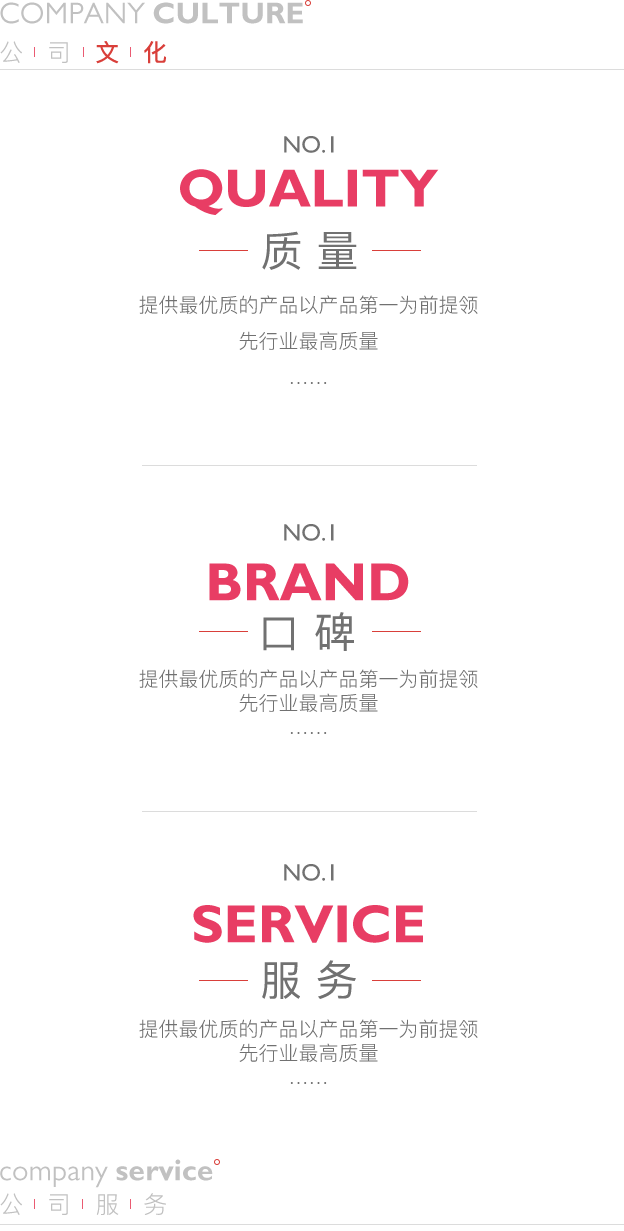 COMPANY CULTURE°
公 | 司 | 文 | 化
NO.1
QUALITY
质量
提供最优质的产品以产品第一为前提领
先行业最高质量
......
NO.1
BRAND
口碑
提供最优质的产品以产品第一为前提领
先行业最高质量
......
NO.1
SERVICE
服务
提供最优质的产品以产品第一为前提领
先行业最高质量
......
company service°
公 | 司 | 服 | 务